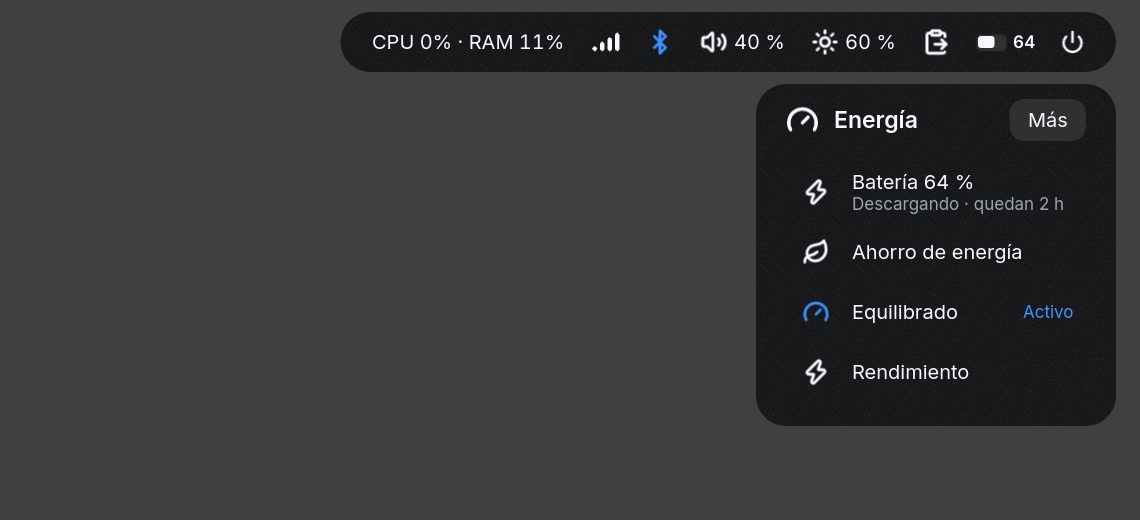 CPU 0% · RAM 11% 40 % 60 % 64
Energía Más
Batería 64 %
Descargando · quedan 2 h
Ahorro de energía
Equilibrado Activo
Rendimiento